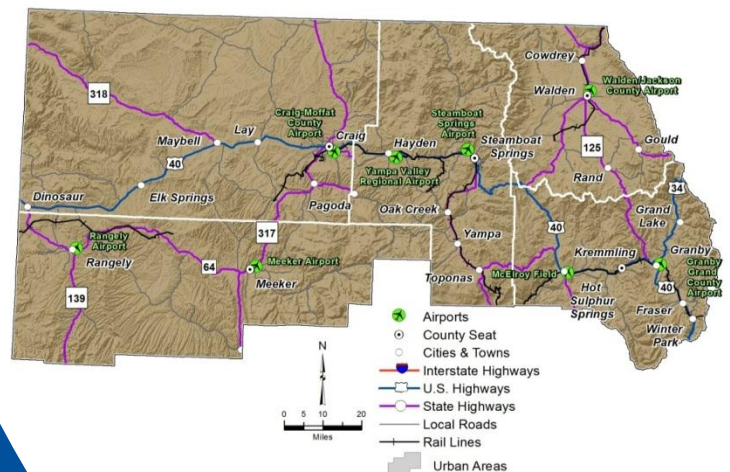 Cowdrey
Walden/Jackson
County Airport
Walden
318
Craig-Moffat
County
Airport
Steamboat
Springs
Airport
Lay
Craig
Hayden
Steamboat
Springs
Maybell
125
Gould
40
Yampa Valley
Regional Airport
Rand
34
Dinosaur
Elk Springs
Pagoda
Oak Creek
Grand
Lake
317
40
Rangely
Airport
Yampa
Kremmling
Granby
Rangely
64
Meeker Airport
McElroy Field
Granby
Grand
County
Airport
Meeker
Toponas
Hot
Sulphur
Springs
40
139
Fraser
Winter
Park
Airports
County Seat
Cities & Towns
Interstate Highways
U.S. Highways
State Highways
Local Roads
Rail Lines
Urban Areas
N
0 5 10 20
Miles